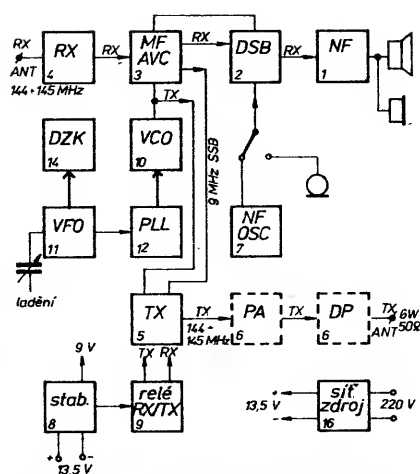 RX
ANT
144÷145 MHz
RX
4
RX
MF
AVC
3
RX
DSB
2
RX
NF
1
TX
9 MHz SSB
DZK
14
VCO
10
NF
OSC
7
VFO
11
PLL
12
ladění
TX
5
TX
144-
145 MHz
PA
6
TX
DP
6
TX
ANT
6W
50Ω
9 V
TX
RX
stab.
8
relé
RX/TX
9
+
-
13,5 V
+
13,5 V
-
síť.
zdroj
16
220 V